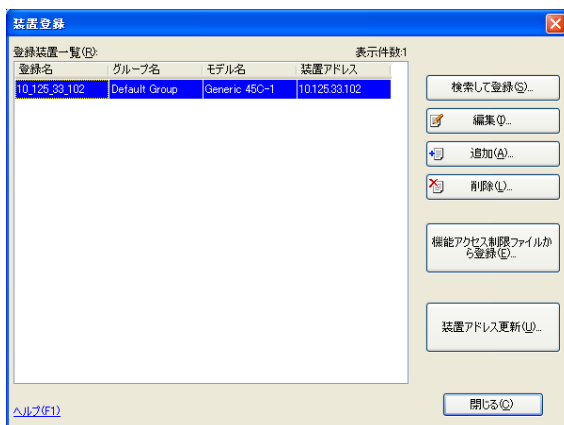 装置登録
登録装置一覧(R):
表示件数:1
登録名 グループ名 モデル名 装置アドレス
10_125_33_102 Default Group Generic 45C-1 10.125.33.102
検索して登録(S)...
編集(I)...
追加(A)...
削除(L)...
機能アクセス制限ファイルか
ら登録(E)...
装置アドレス更新(U)...
ヘルプ(F1)
閉じる(C)